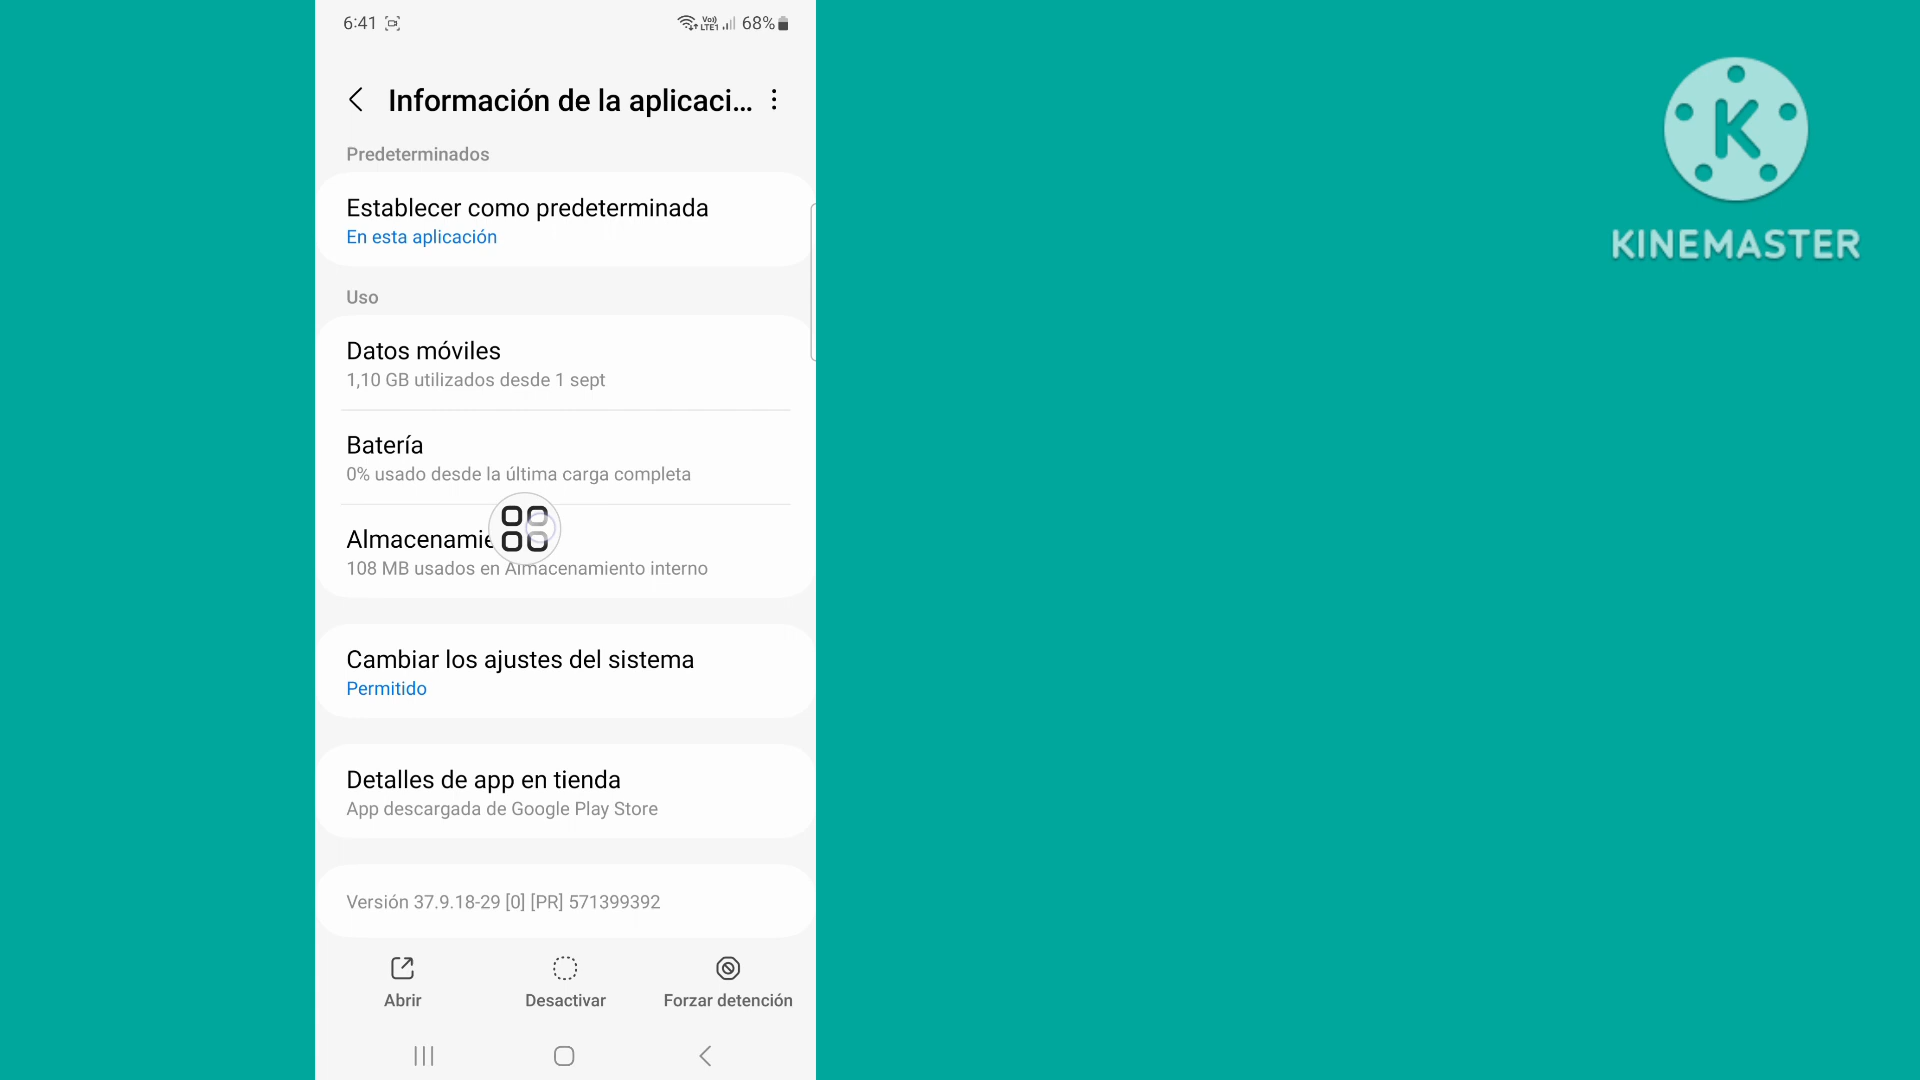 6:41
Vo)) LTE1 68%
Información de la aplicaci...
Predeterminados
Establecer como predeterminada
En esta aplicación
Uso
Datos móviles
1,10 GB utilizados desde 1 sept
Batería
0% usado desde la última carga completa
Almacenamie
108 MB usados en Almacenamiento interno
Cambiar los ajustes del sistema
Permitido
Detalles de app en tienda
App descargada de Google Play Store
Versión 37.9.18-29 [0] [PR] 571399392
Abrir
Desactivar
Forzar detención
K
KINEMASTER